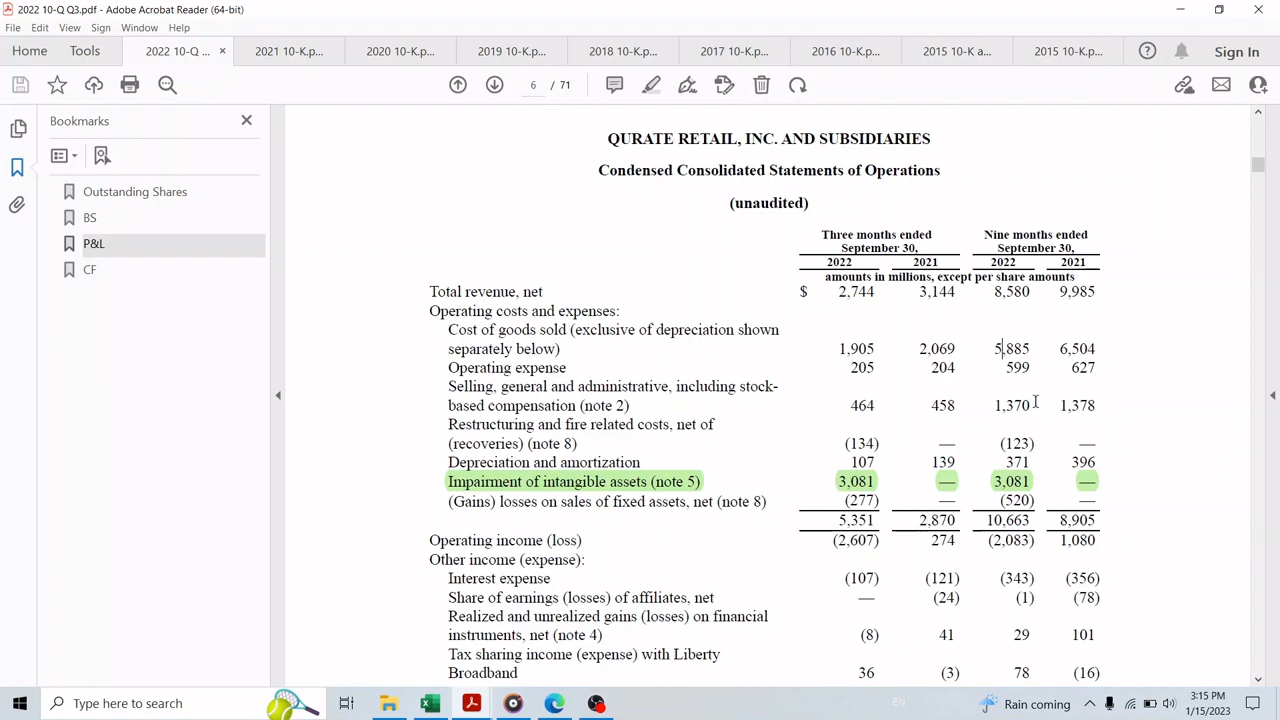 2022 10-Q Q3.pdf - Adobe Acrobat Reader (64-bit)
File Edit View Sign Window Help
Home Tools 2022 10-Q ... × 2021 10-K.p... 2020 10-K.p... 2019 10-K.p... 2018 10-K.p... 2017 10-K.p... 2016 10-K.p... 2015 10-K a... 2015 10-K.p... Sign In
6 / 71
Bookmarks
Outstanding Shares
BS
P&L
CF
QURATE RETAIL, INC. AND SUBSIDIARIES
Condensed Consolidated Statements of Operations
(unaudited)
Three months ended Nine months ended
September 30, September 30,
2022 2021 2022 2021
amounts in millions, except per share amounts
Total revenue, net $ 2,744 3,144 8,580 9,985
Operating costs and expenses:
Cost of goods sold (exclusive of depreciation shown
separately below) 1,905 2,069 5,885 6,504
Operating expense 205 204 599 627
Selling, general and administrative, including stock-
based compensation (note 2) 464 458 1,370 1,378
Restructuring and fire related costs, net of
(recoveries) (note 8) (134) — (123) —
Depreciation and amortization 107 139 371 396
Impairment of intangible assets (note 5) 3,081 — 3,081 —
(Gains) losses on sales of fixed assets, net (note 8) (277) — (520) —
5,351 2,870 10,663 8,905
Operating income (loss) (2,607) 274 (2,083) 1,080
Other income (expense):
Interest expense (107) (121) (343) (356)
Share of earnings (losses) of affiliates, net — (24) (1) (78)
Realized and unrealized gains (losses) on financial
instruments, net (note 4) (8) 41 29 101
Tax sharing income (expense) with Liberty
Broadband 36 (3) 78 (16)
Type here to search
EN
Rain coming
3:15 PM
1/15/2023